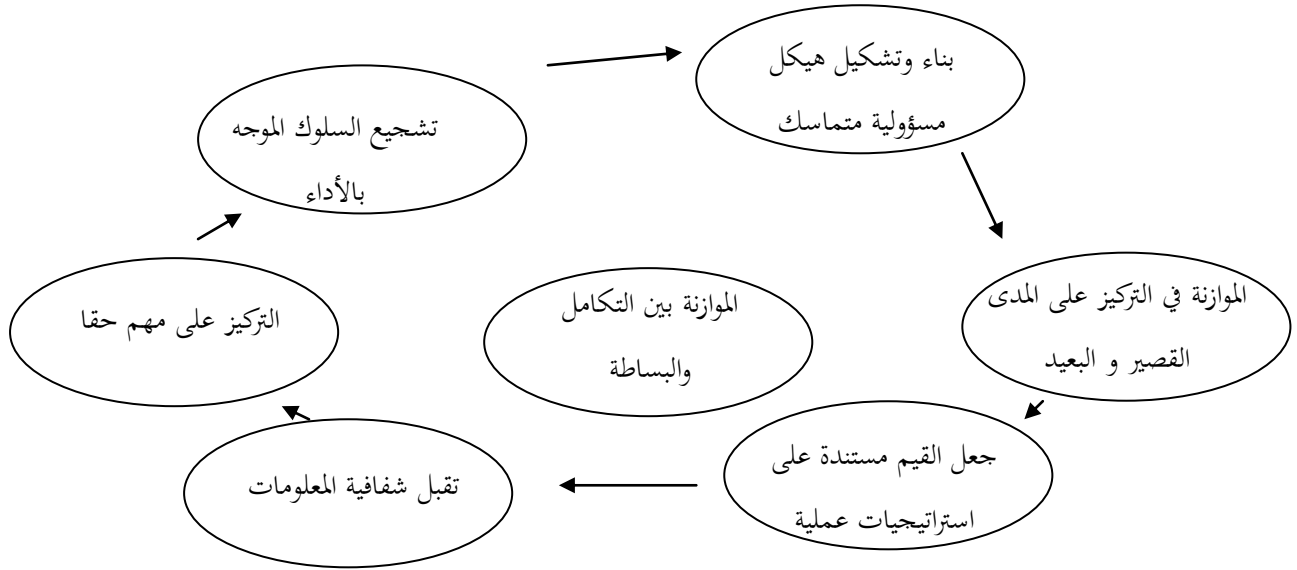 بناء وتشكيل هيكل
مسؤولية متماسك
تشجيع السلوك الموجه
بالأداء
الموازنة في التركيز على المدى
القصير و البعيد
الموازنة بين التكامل
والبساطة
التركيز على مهم حقا
جعل القيم مستندة على
استراتيجيات عملية
تقبل شفافية المعلومات